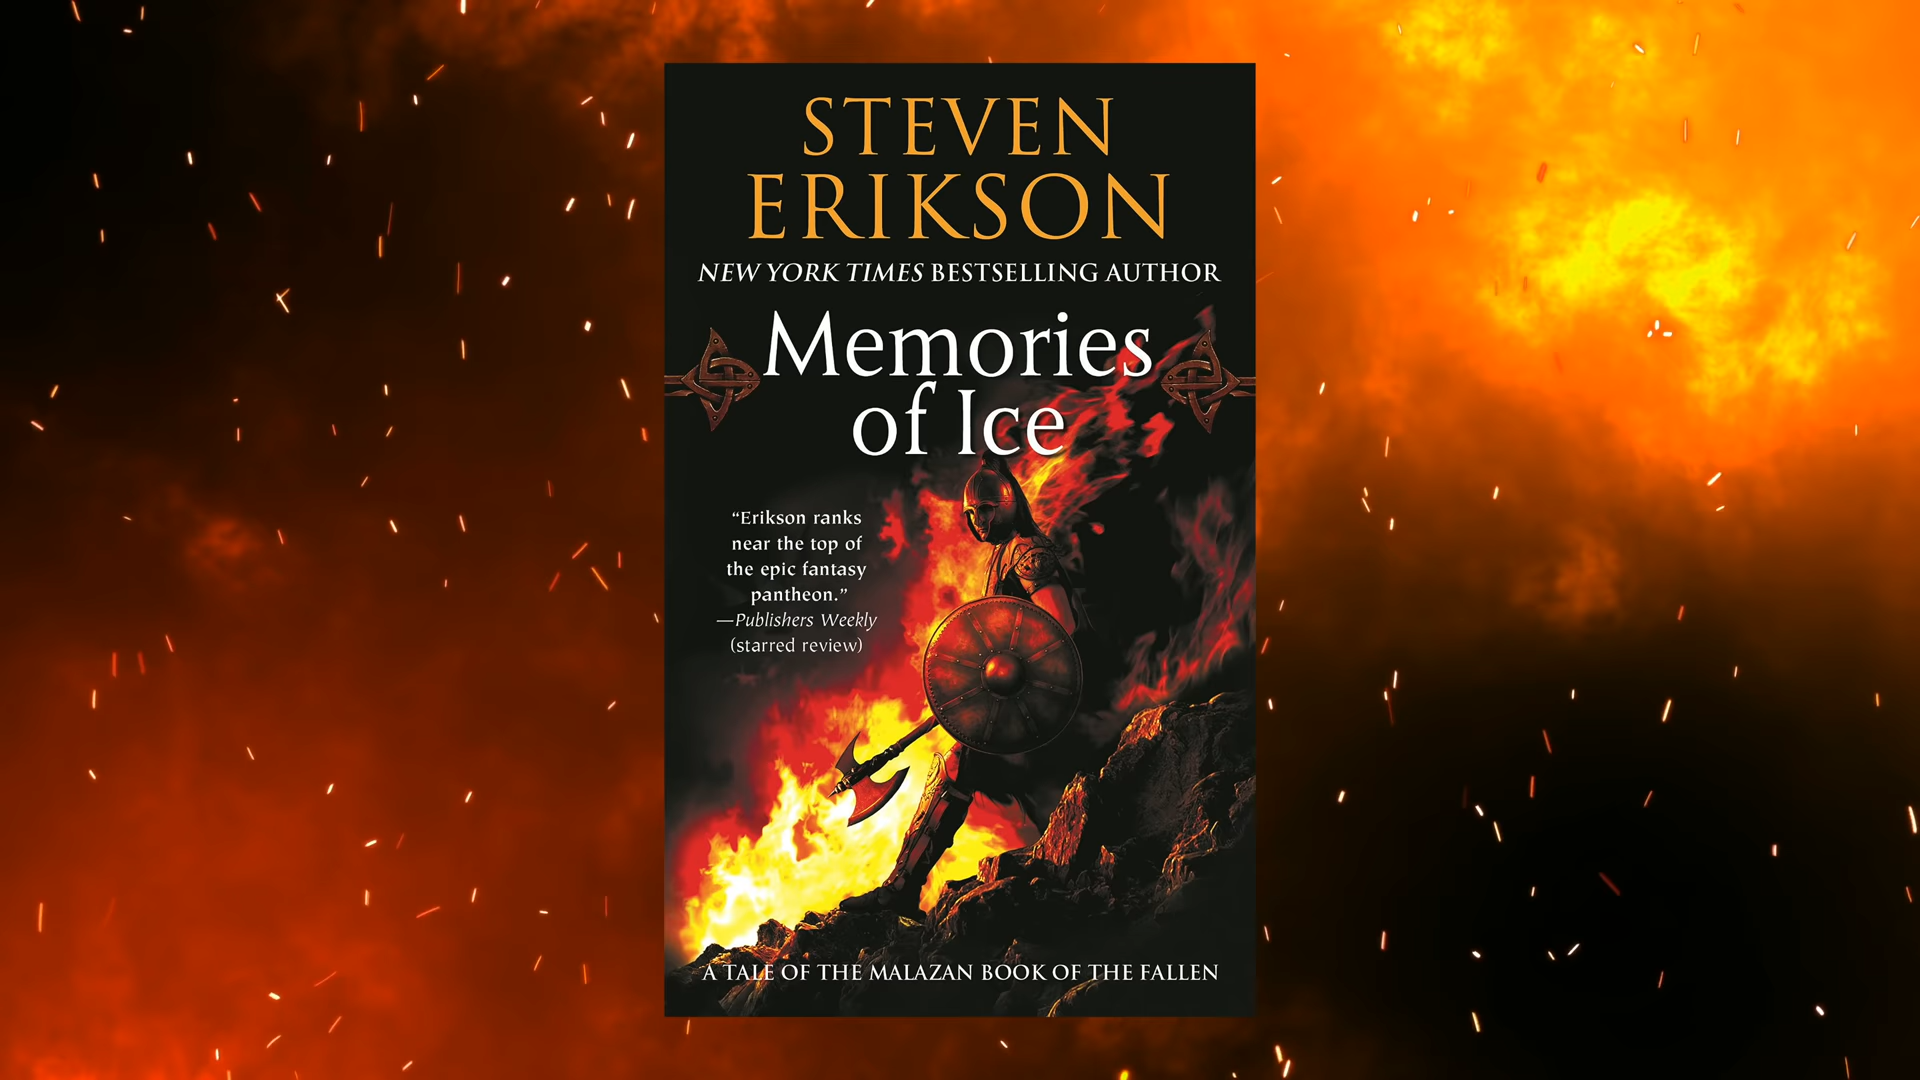 STEVEN
ERIKSON
NEW YORK TIMES BESTSELLING AUTHOR
Memories
of Ice
“Erikson ranks
near the top of
the epic fantasy
pantheon.”
—Publishers Weekly
(starred review)
A TALE OF THE MALAZAN BOOK OF THE FALLEN